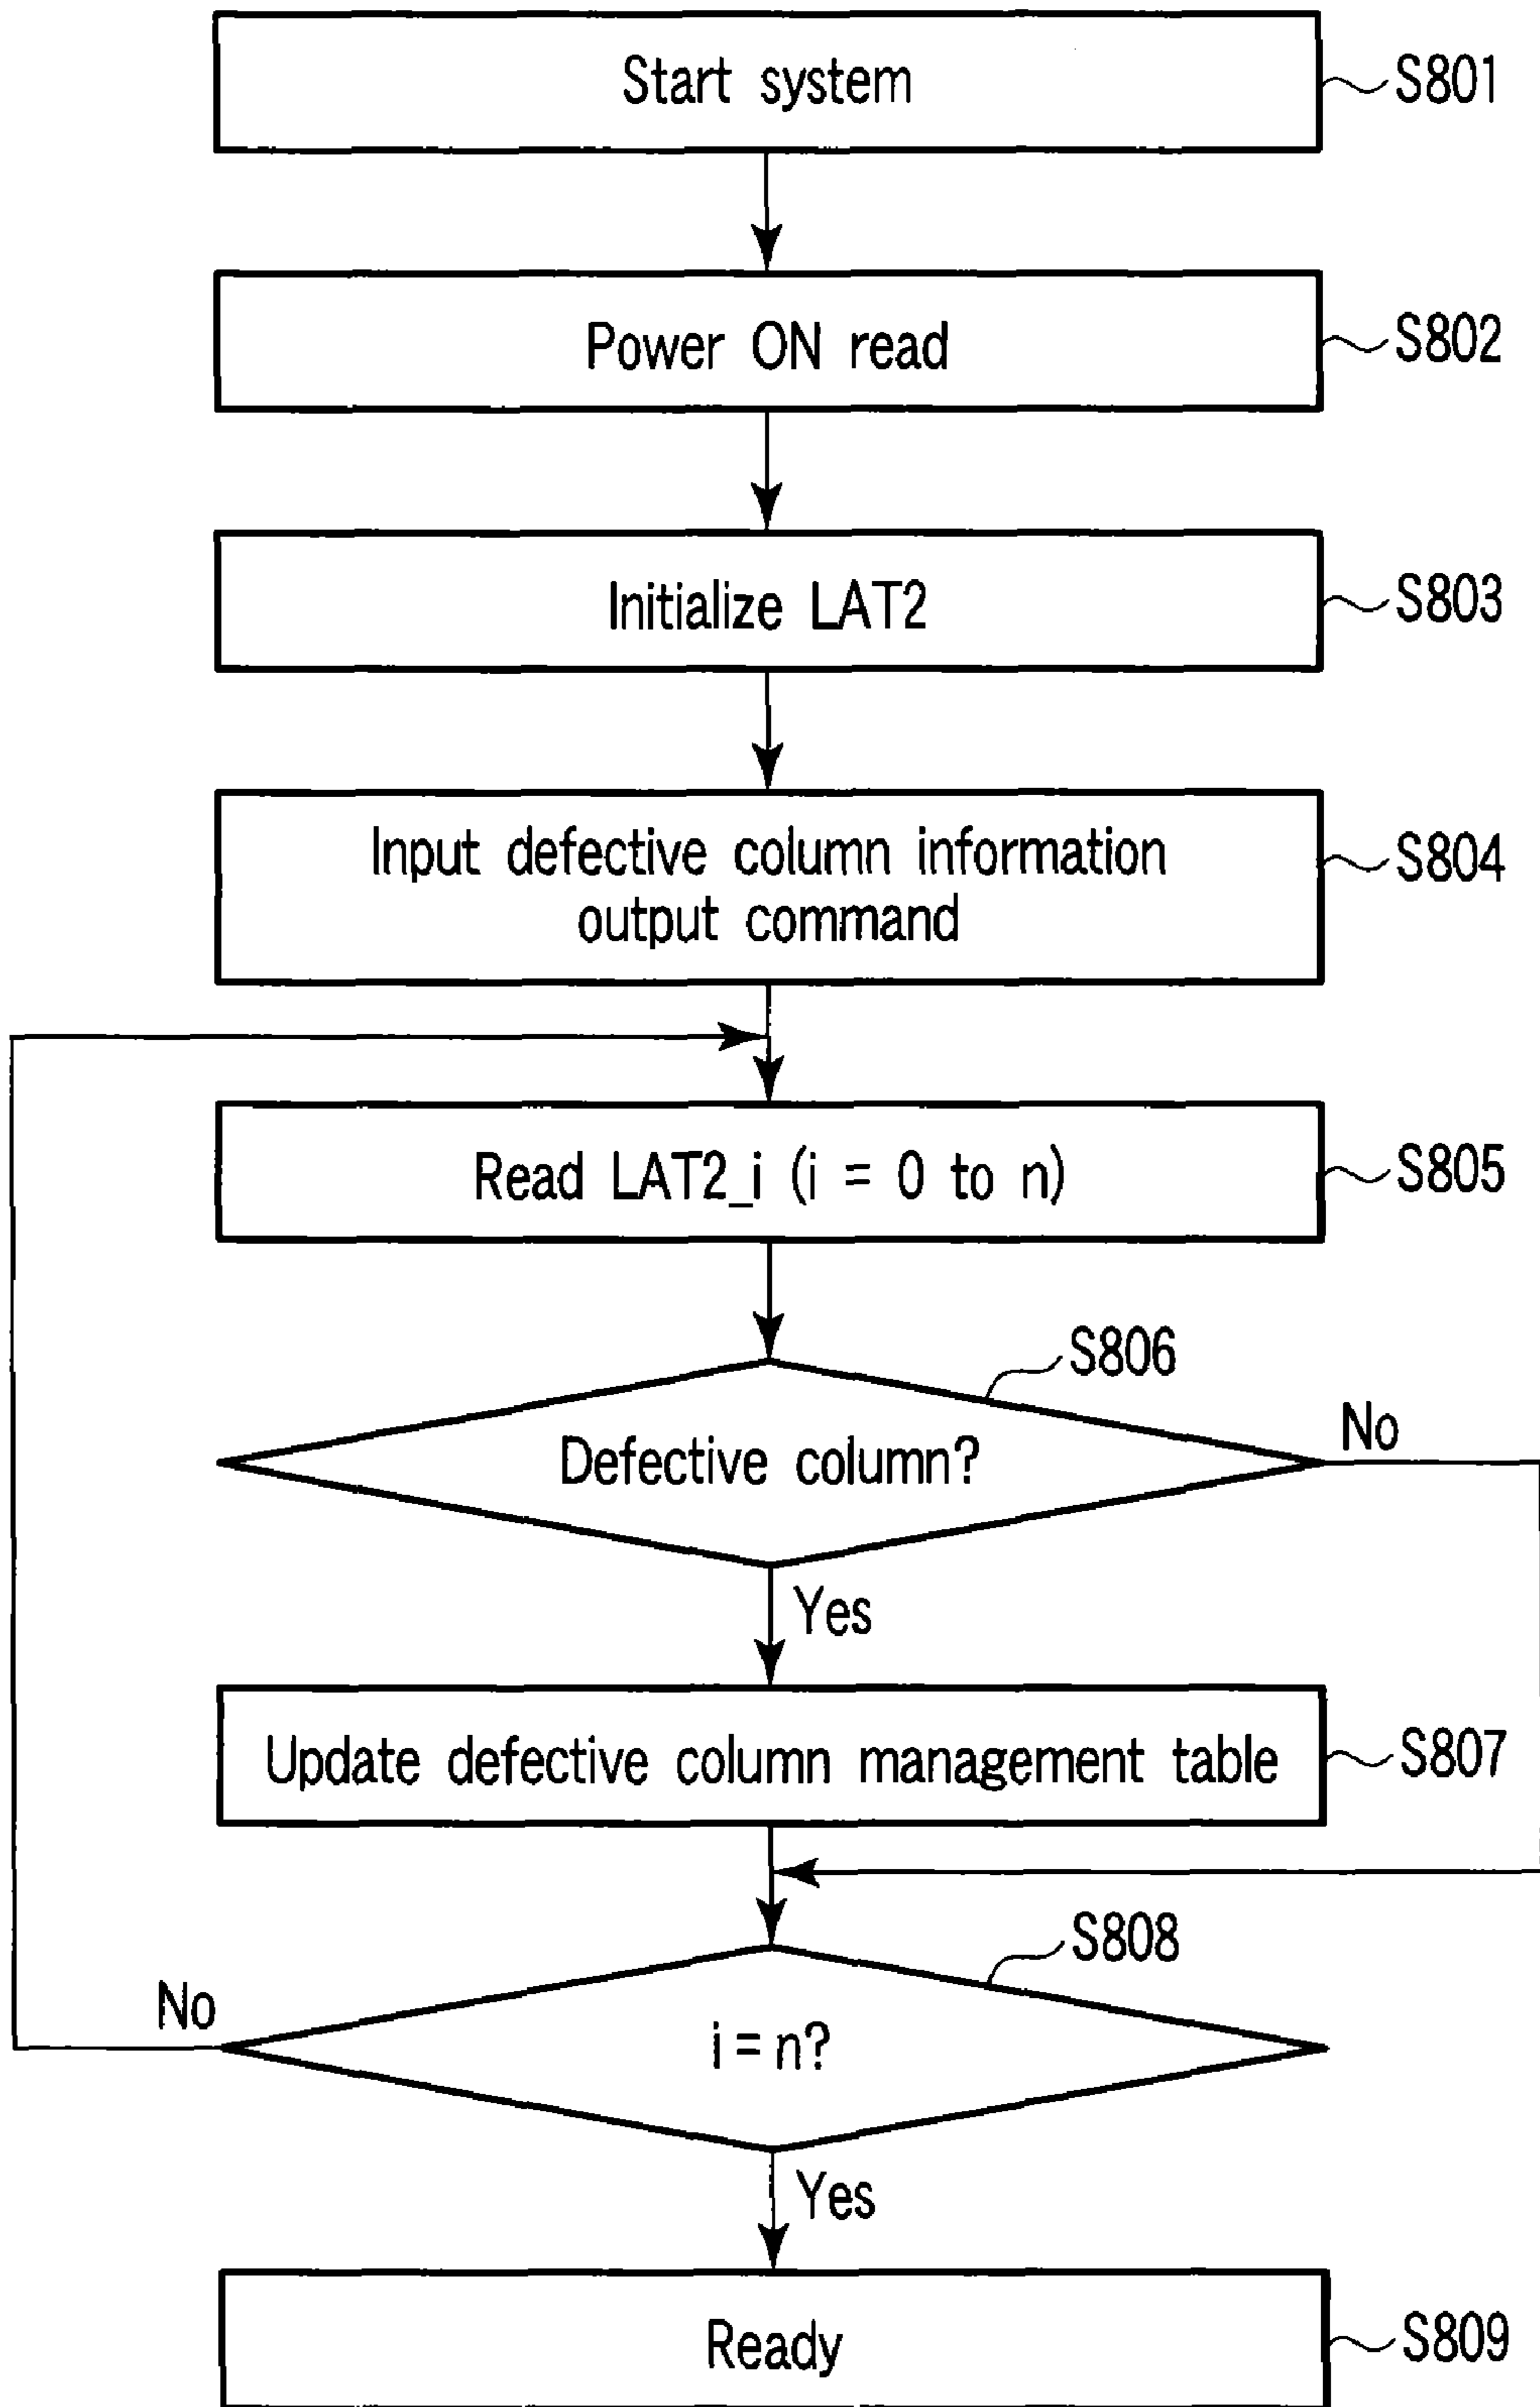 Start system
S801
Power ON read
S802
Initialize LAT2
S803
Input defective column information
output command
S804
Read LAT2_i (i = 0 to n)
S805
S806
Defective column?
No
Yes
Update defective column management table
S807
S808
No
i = n?
Yes
Ready
S809